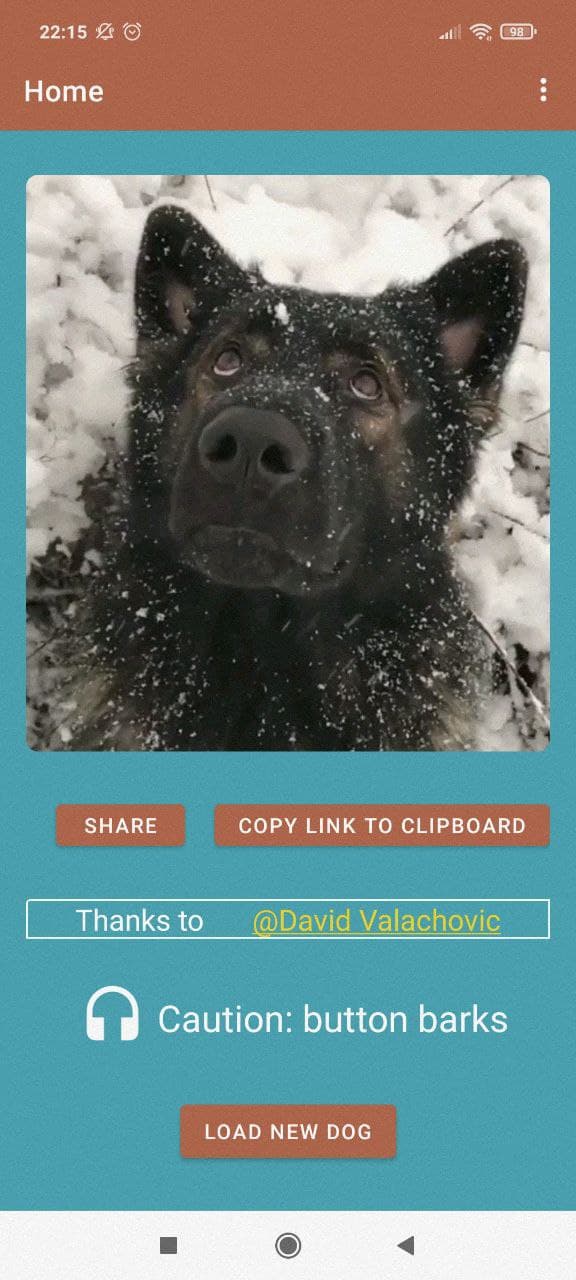 22:15
98
Home
SHARE
COPY LINK TO CLIPBOARD
Thanks to @David Valachovic
Caution: button barks
LOAD NEW DOG